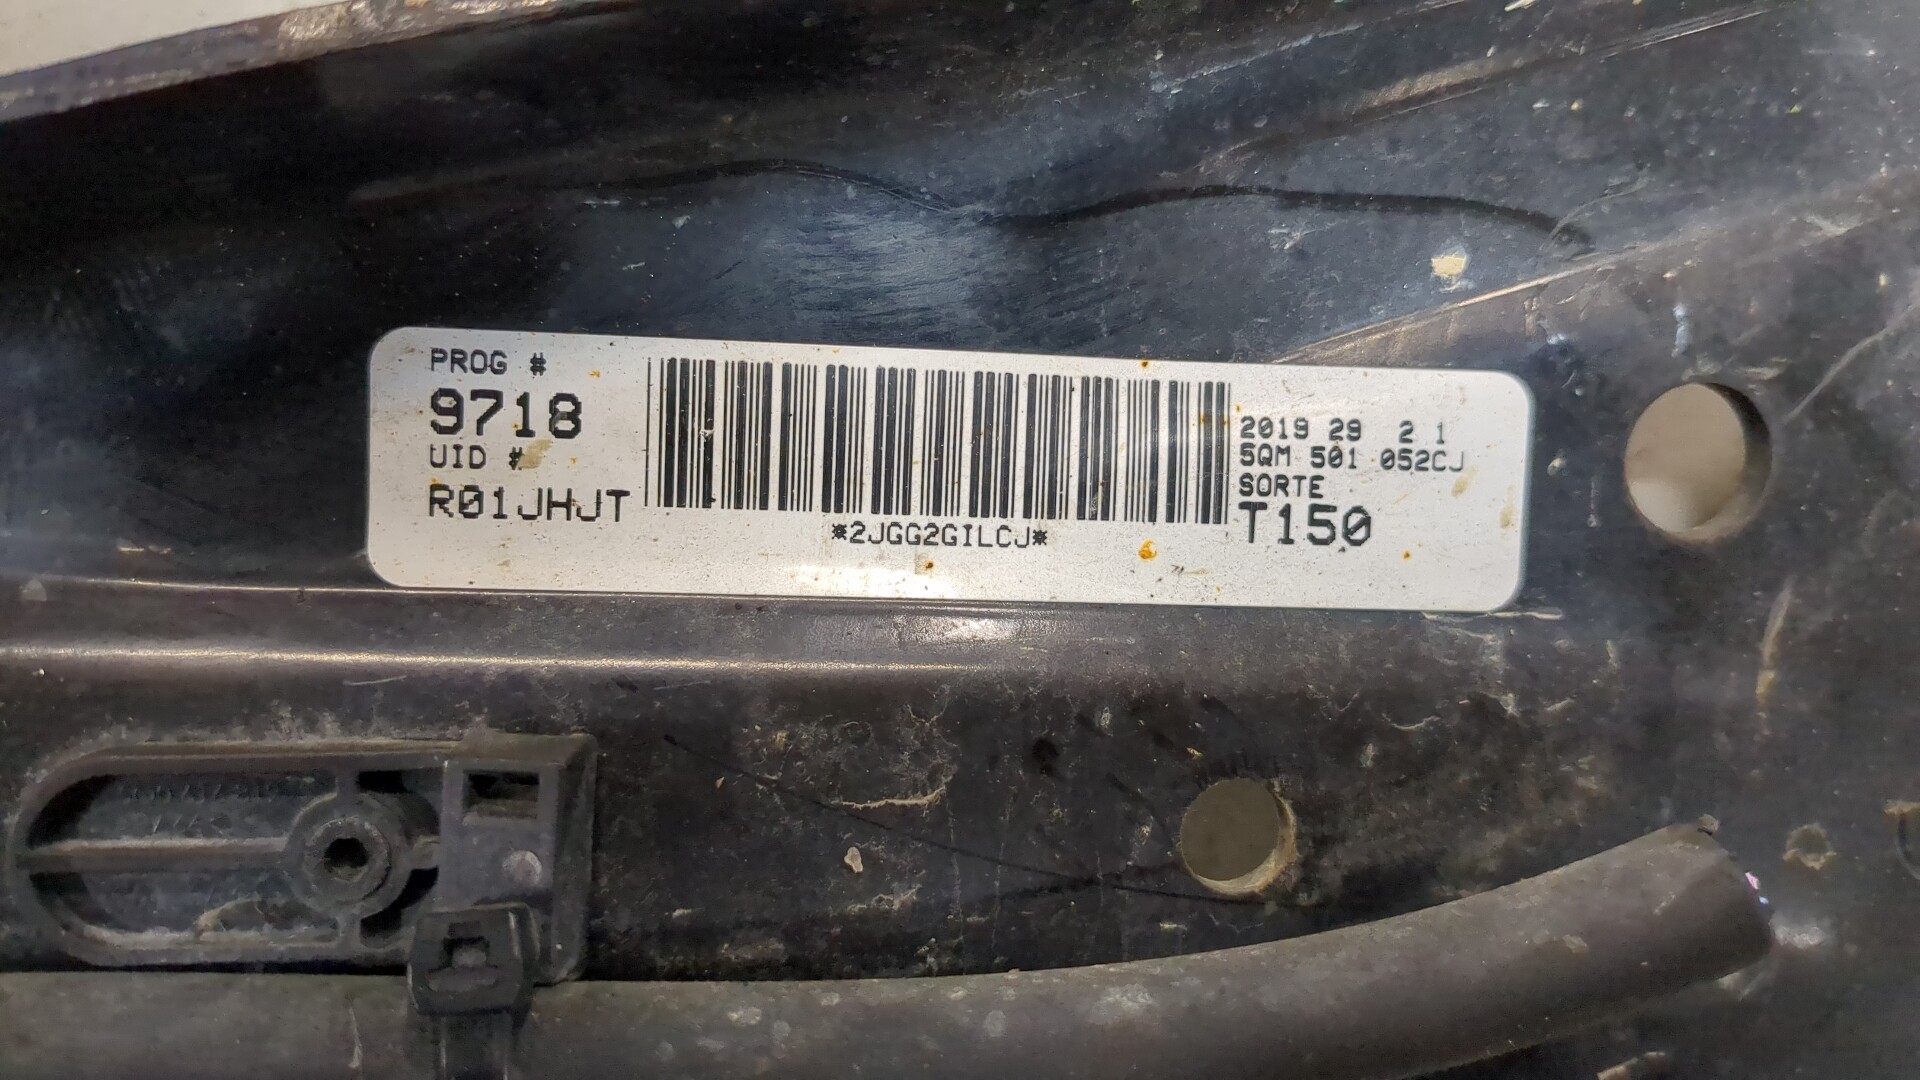 PROG #
9718
UID #
R01JHJT
*2JGG2GILCJ*
2019 29 2 1
5QM 501 052CJ
SORTE
T150